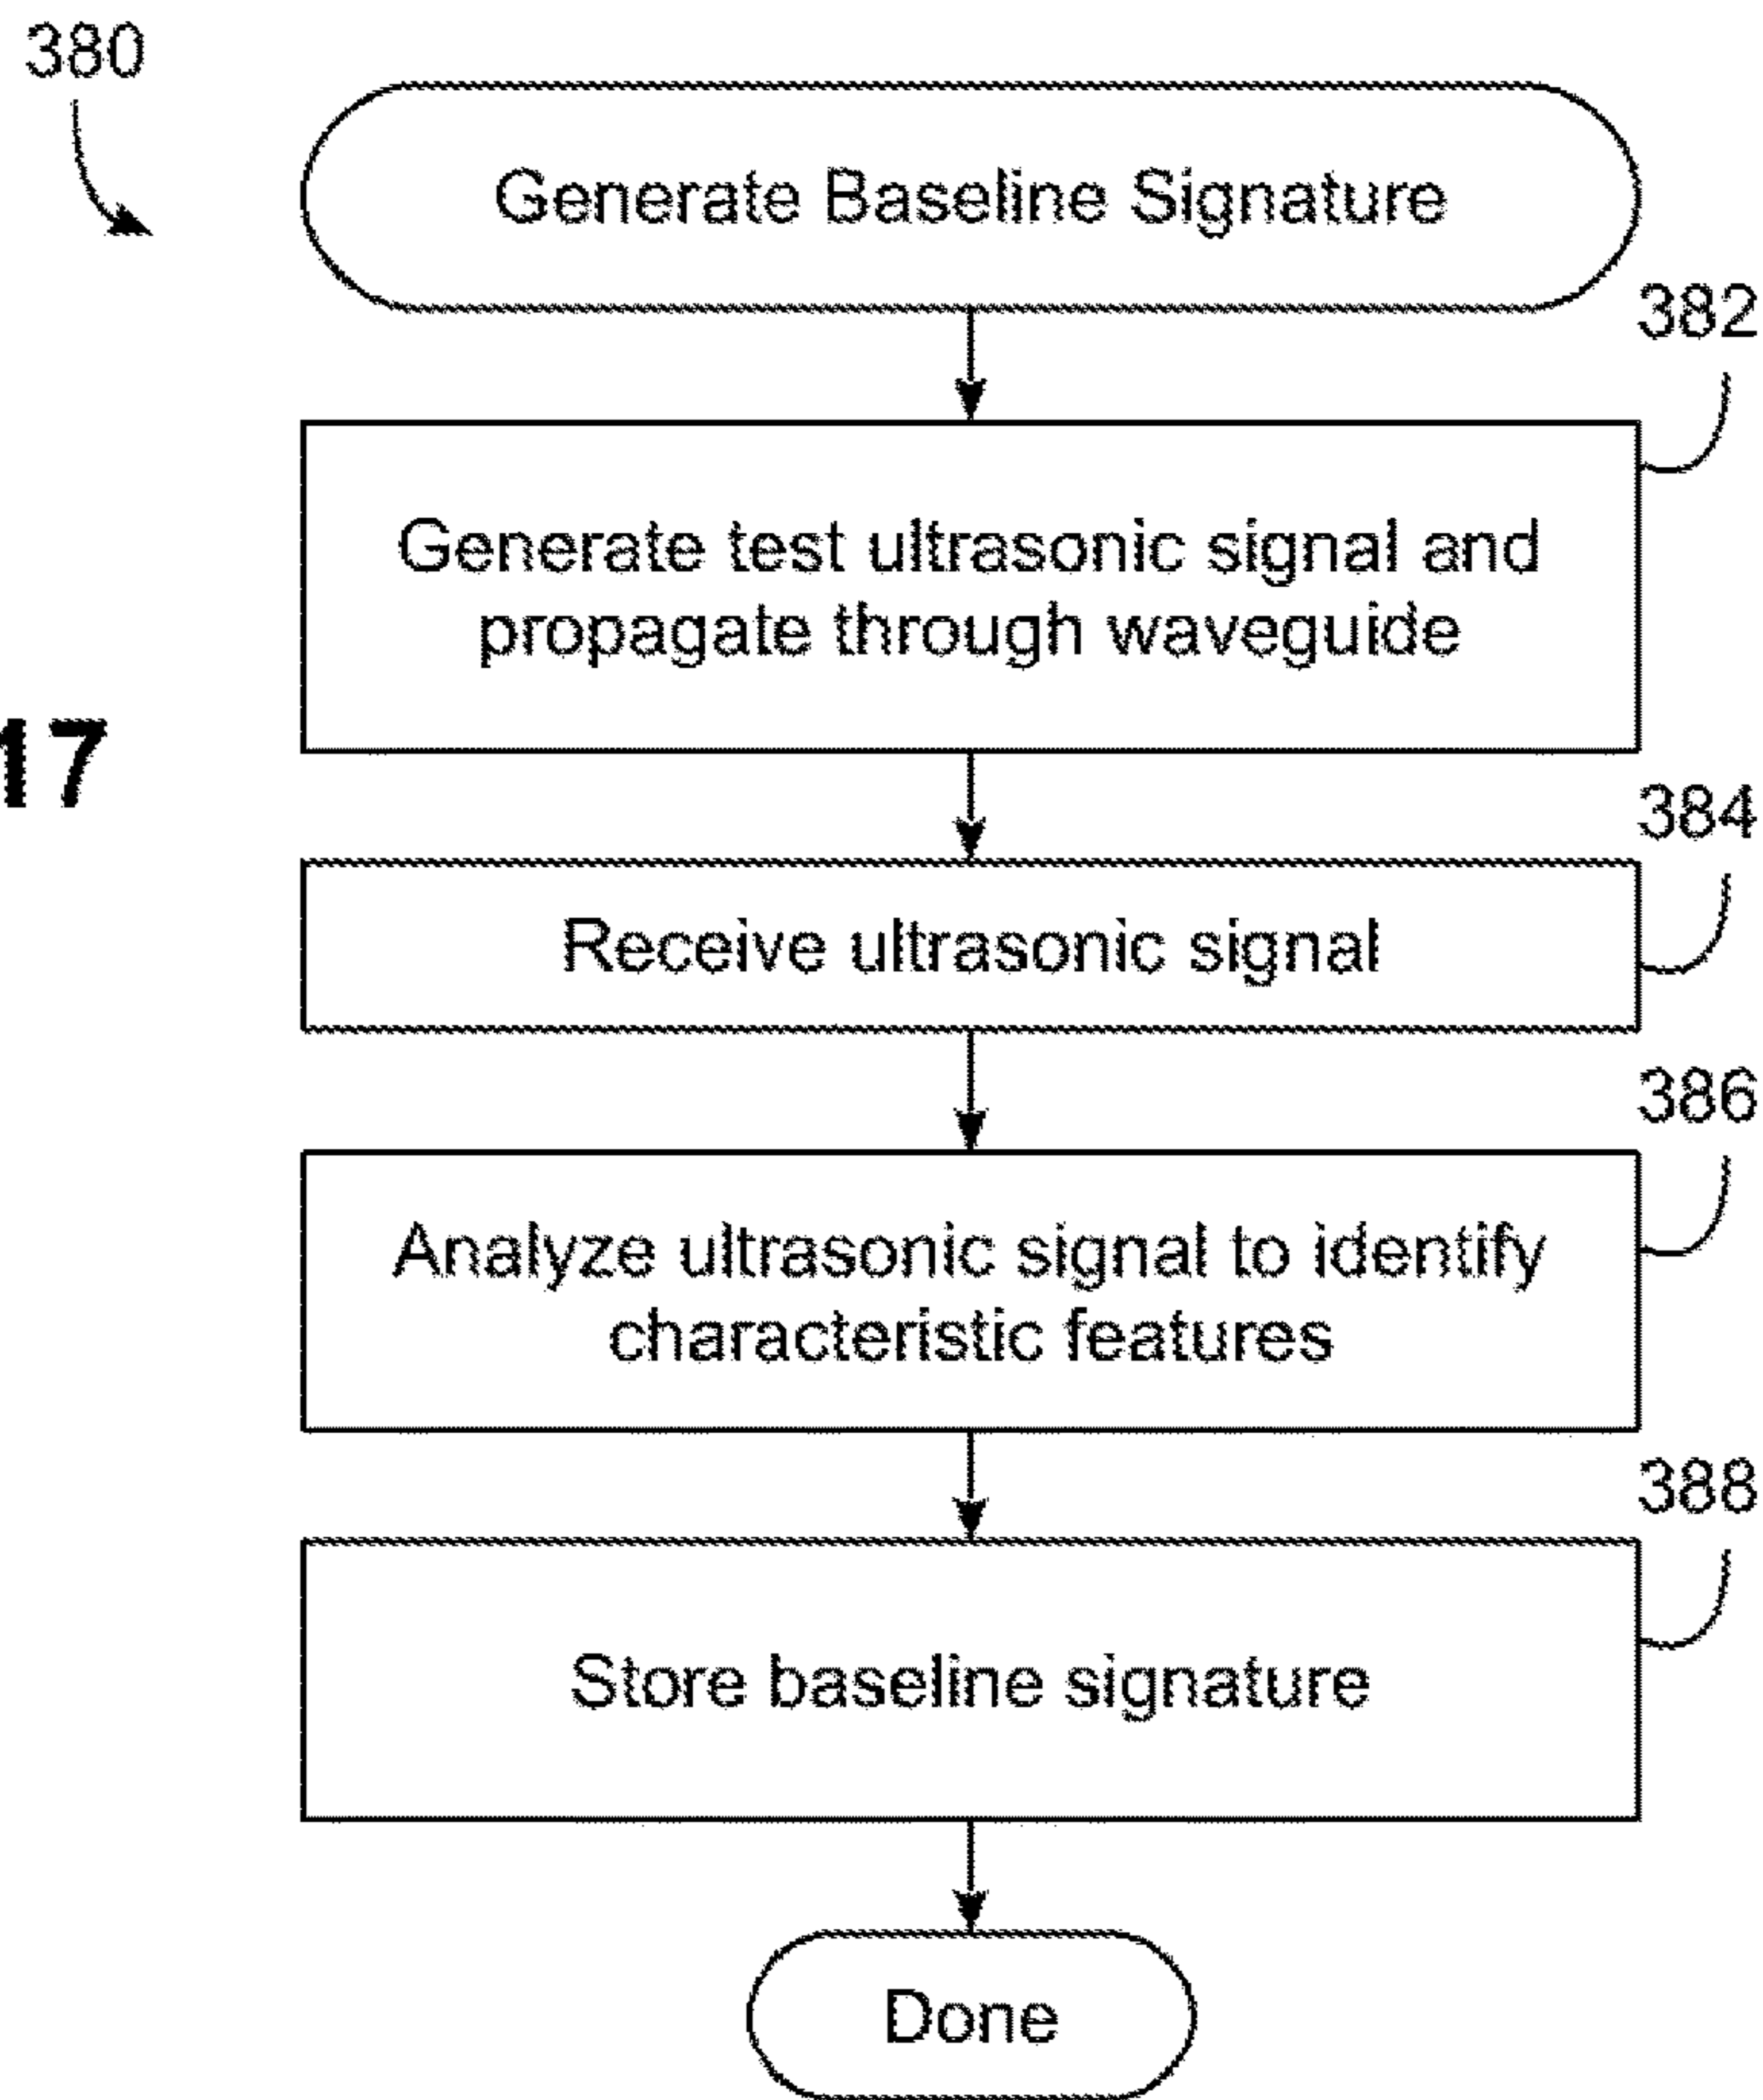 380
Generate Baseline Signature
382
Generate test ultrasonic signal and
propagate through waveguide
17
384
Receive ultrasonic signal
386
Analyze ultrasonic signal to identify
characteristic features
388
Store baseline signature
Done